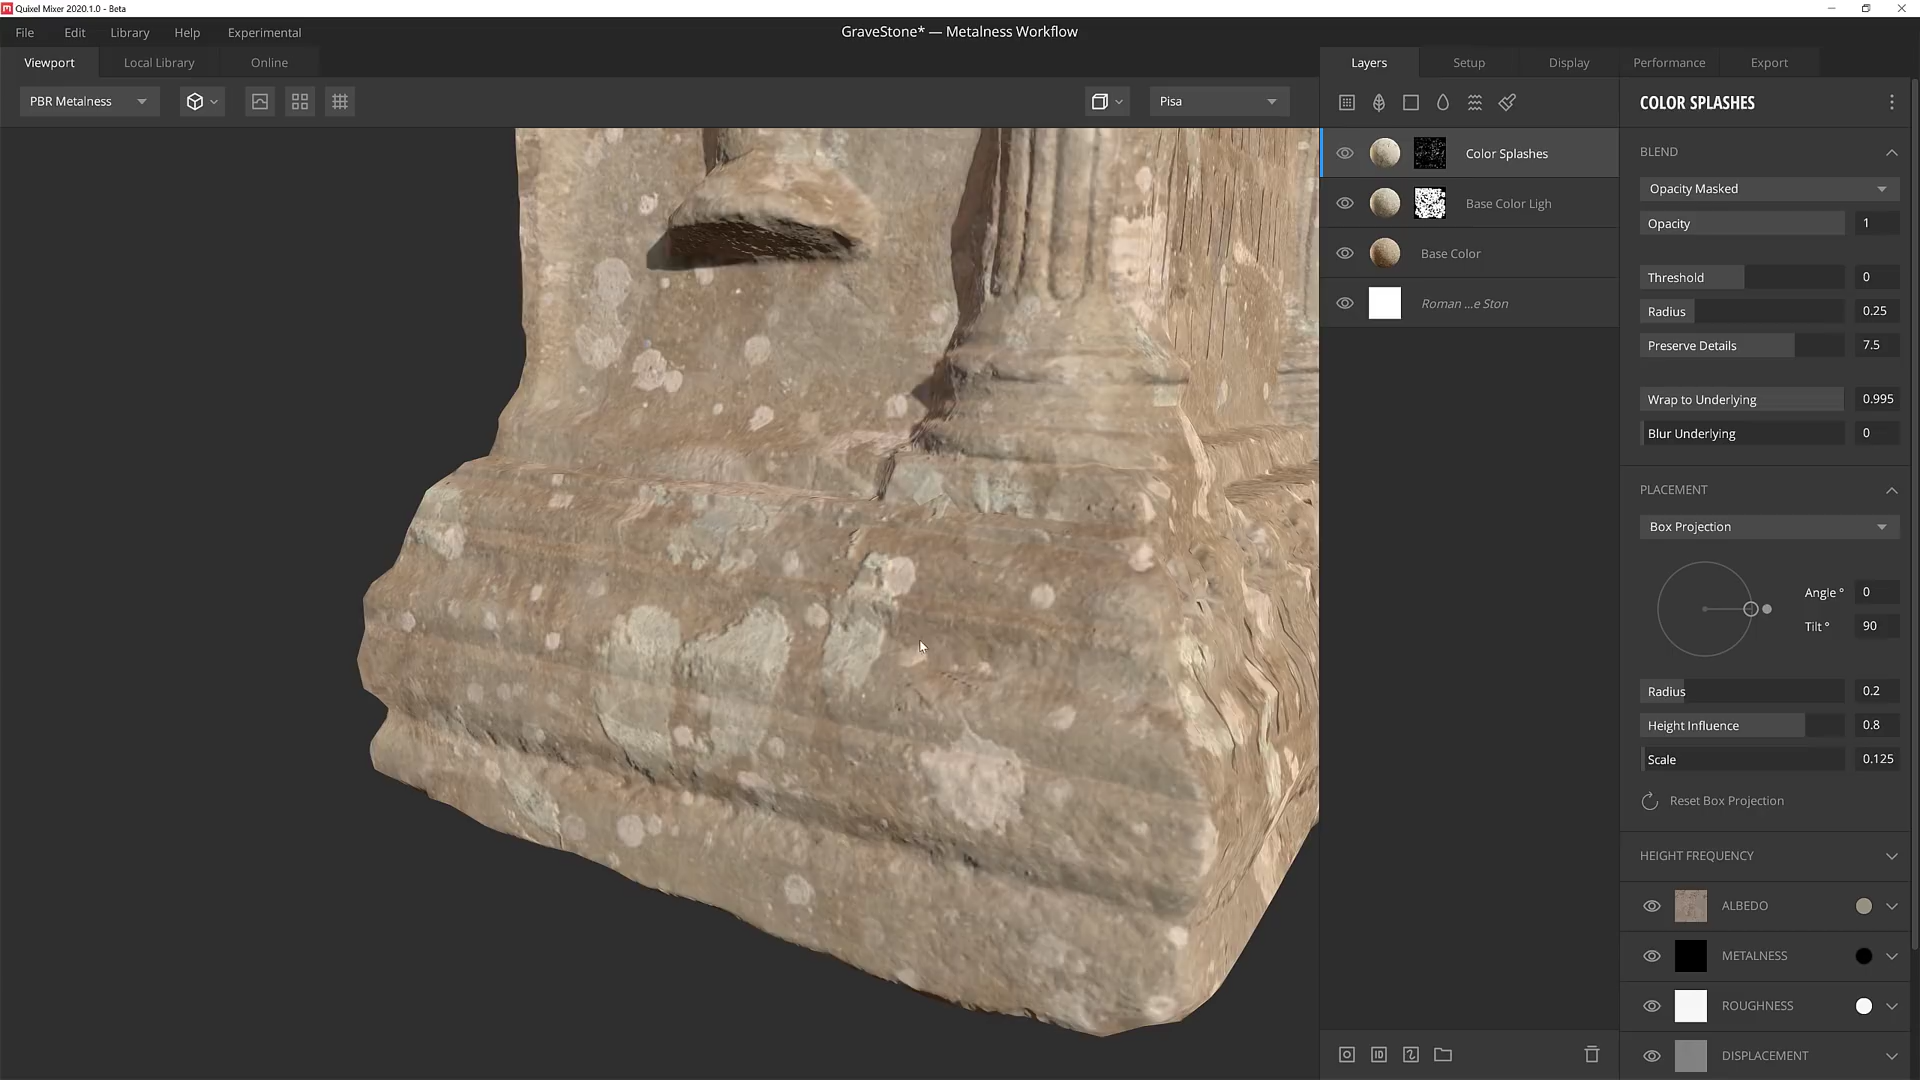 Quixel Mixer 2020.1.0 - Beta
File Edit Library Help Experimental
GraveStone* — Metalness Workflow
Viewport Local Library Online
Layers Setup Display Performance Export
PBR Metalness
Pisa
COLOR SPLASHES
Color Splashes
Base Color Ligh
Base Color
Roman ...e Ston
BLEND
Opacity Masked
Opacity 1
Threshold 0
Radius 0.25
Preserve Details 7.5
Wrap to Underlying 0.995
Blur Underlying 0
PLACEMENT
Box Projection
Angle ° 0
Tilt ° 90
Radius 0.2
Height Influence 0.8
Scale 0.125
Reset Box Projection
HEIGHT FREQUENCY
ALBEDO
METALNESS
ROUGHNESS
DISPLACEMENT
ID